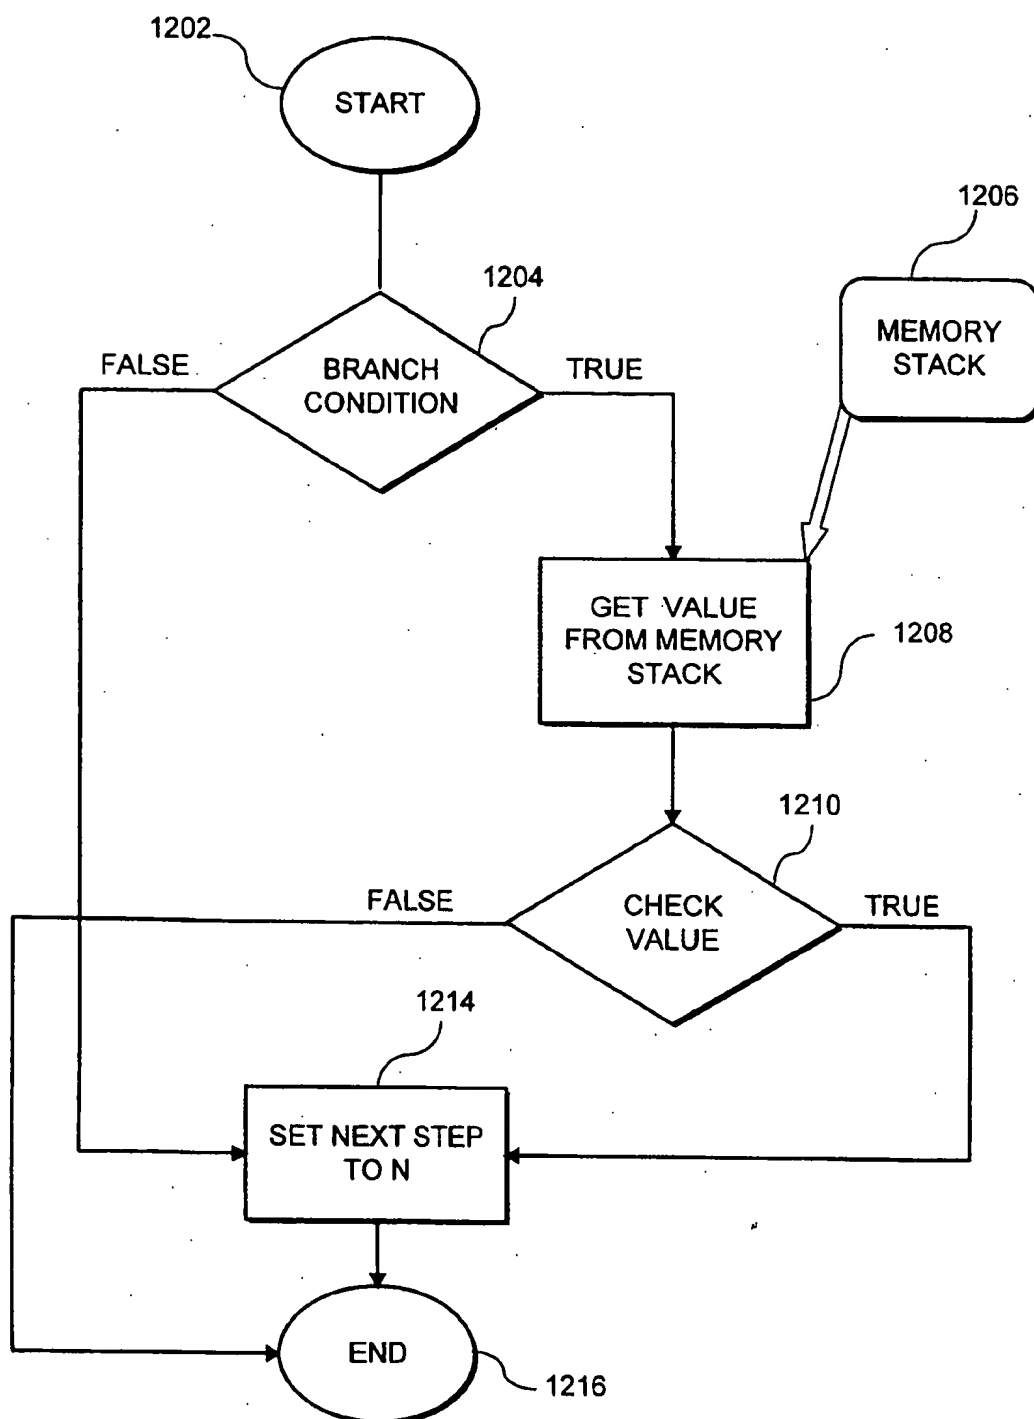 1202
START
1206
MEMORY
STACK
1204
FALSE
BRANCH
CONDITION
TRUE
GET VALUE
FROM MEMORY
STACK
1208
1210
FALSE
CHECK
VALUE
TRUE
1214
SET NEXT STEP
TO N
END
1216